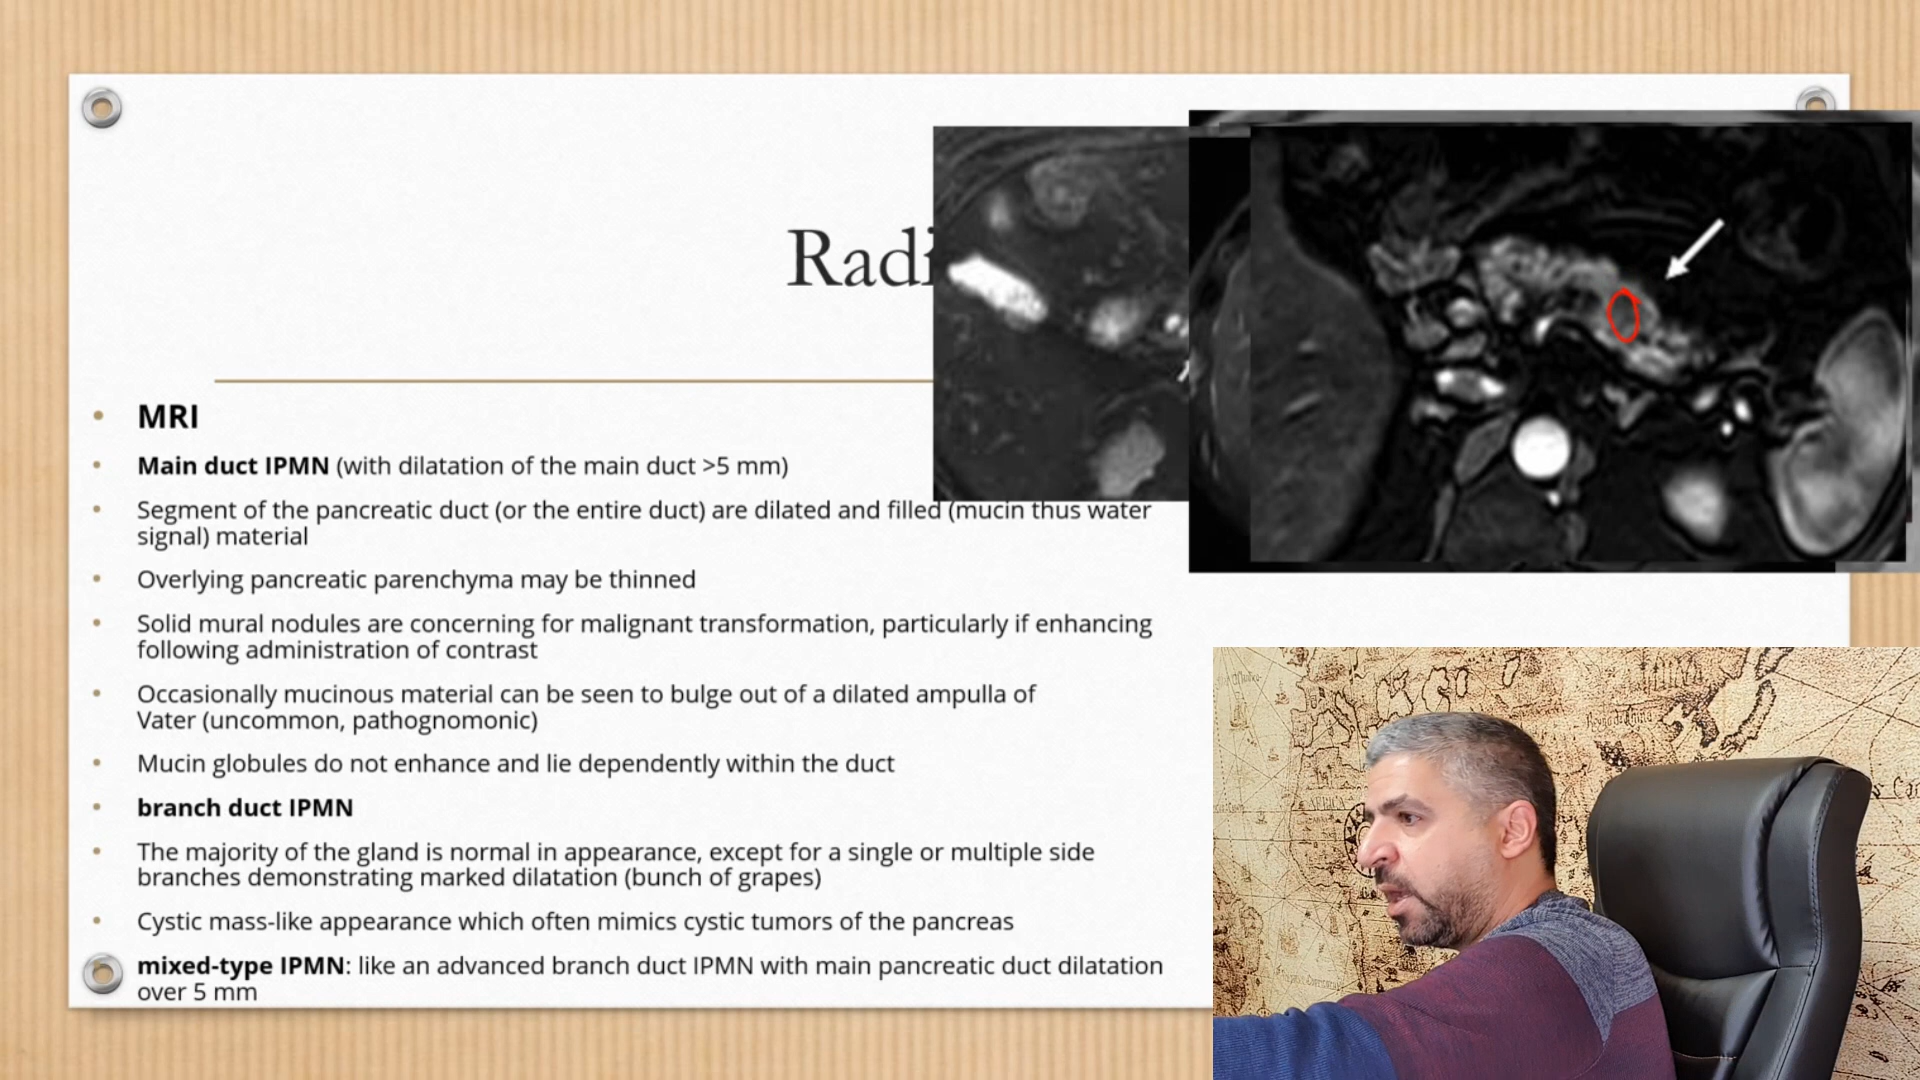 Radi
MRI
Main duct IPMN (with dilatation of the main duct >5 mm)
Segment of the pancreatic duct (or the entire duct) are dilated and filled (mucin thus water
signal) material
Overlying pancreatic parenchyma may be thinned
Solid mural nodules are concerning for malignant transformation, particularly if enhancing
following administration of contrast
Occasionally mucinous material can be seen to bulge out of a dilated ampulla of
Vater (uncommon, pathognomonic)
Mucin globules do not enhance and lie dependently within the duct
branch duct IPMN
The majority of the gland is normal in appearance, except for a single or multiple side
branches demonstrating marked dilatation (bunch of grapes)
Cystic mass-like appearance which often mimics cystic tumors of the pancreas
mixed-type IPMN: like an advanced branch duct IPMN with main pancreatic duct dilatation
over 5 mm
AFRICA